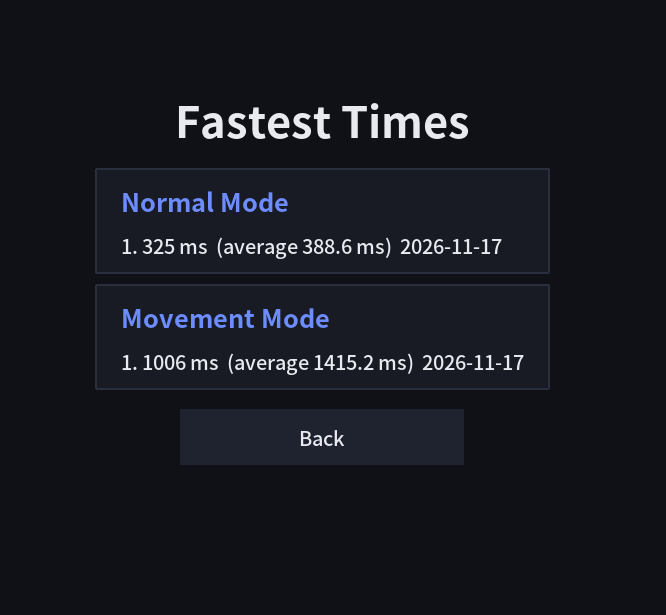 Fastest Times
Normal Mode
1. 325 ms (average 388.6 ms) 2026-11-17
Movement Mode
1. 1006 ms (average 1415.2 ms) 2026-11-17
Back